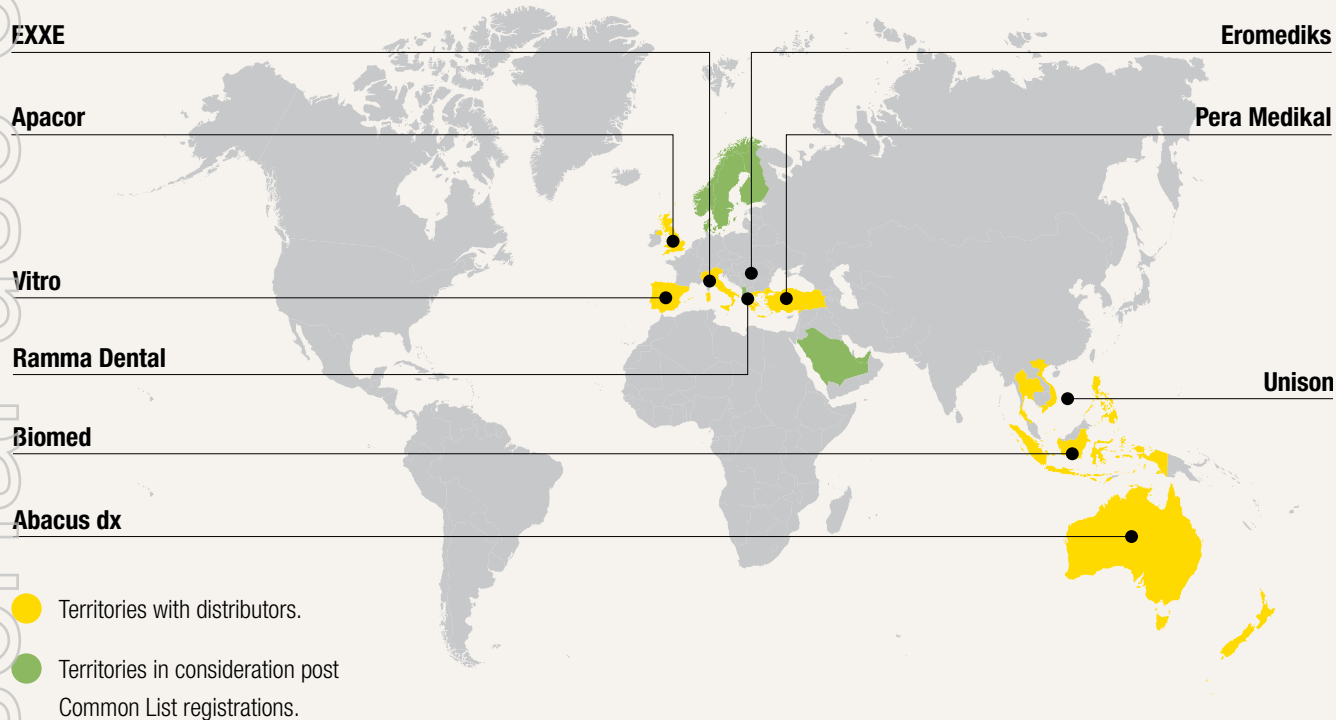 EXXE
Eromediks
Apacor
Pera Medikal
Vitro
Ramma Dental
Unison
Biomed
Abacus dx
Territories with distributors.
Territories in consideration post
Common List registrations.